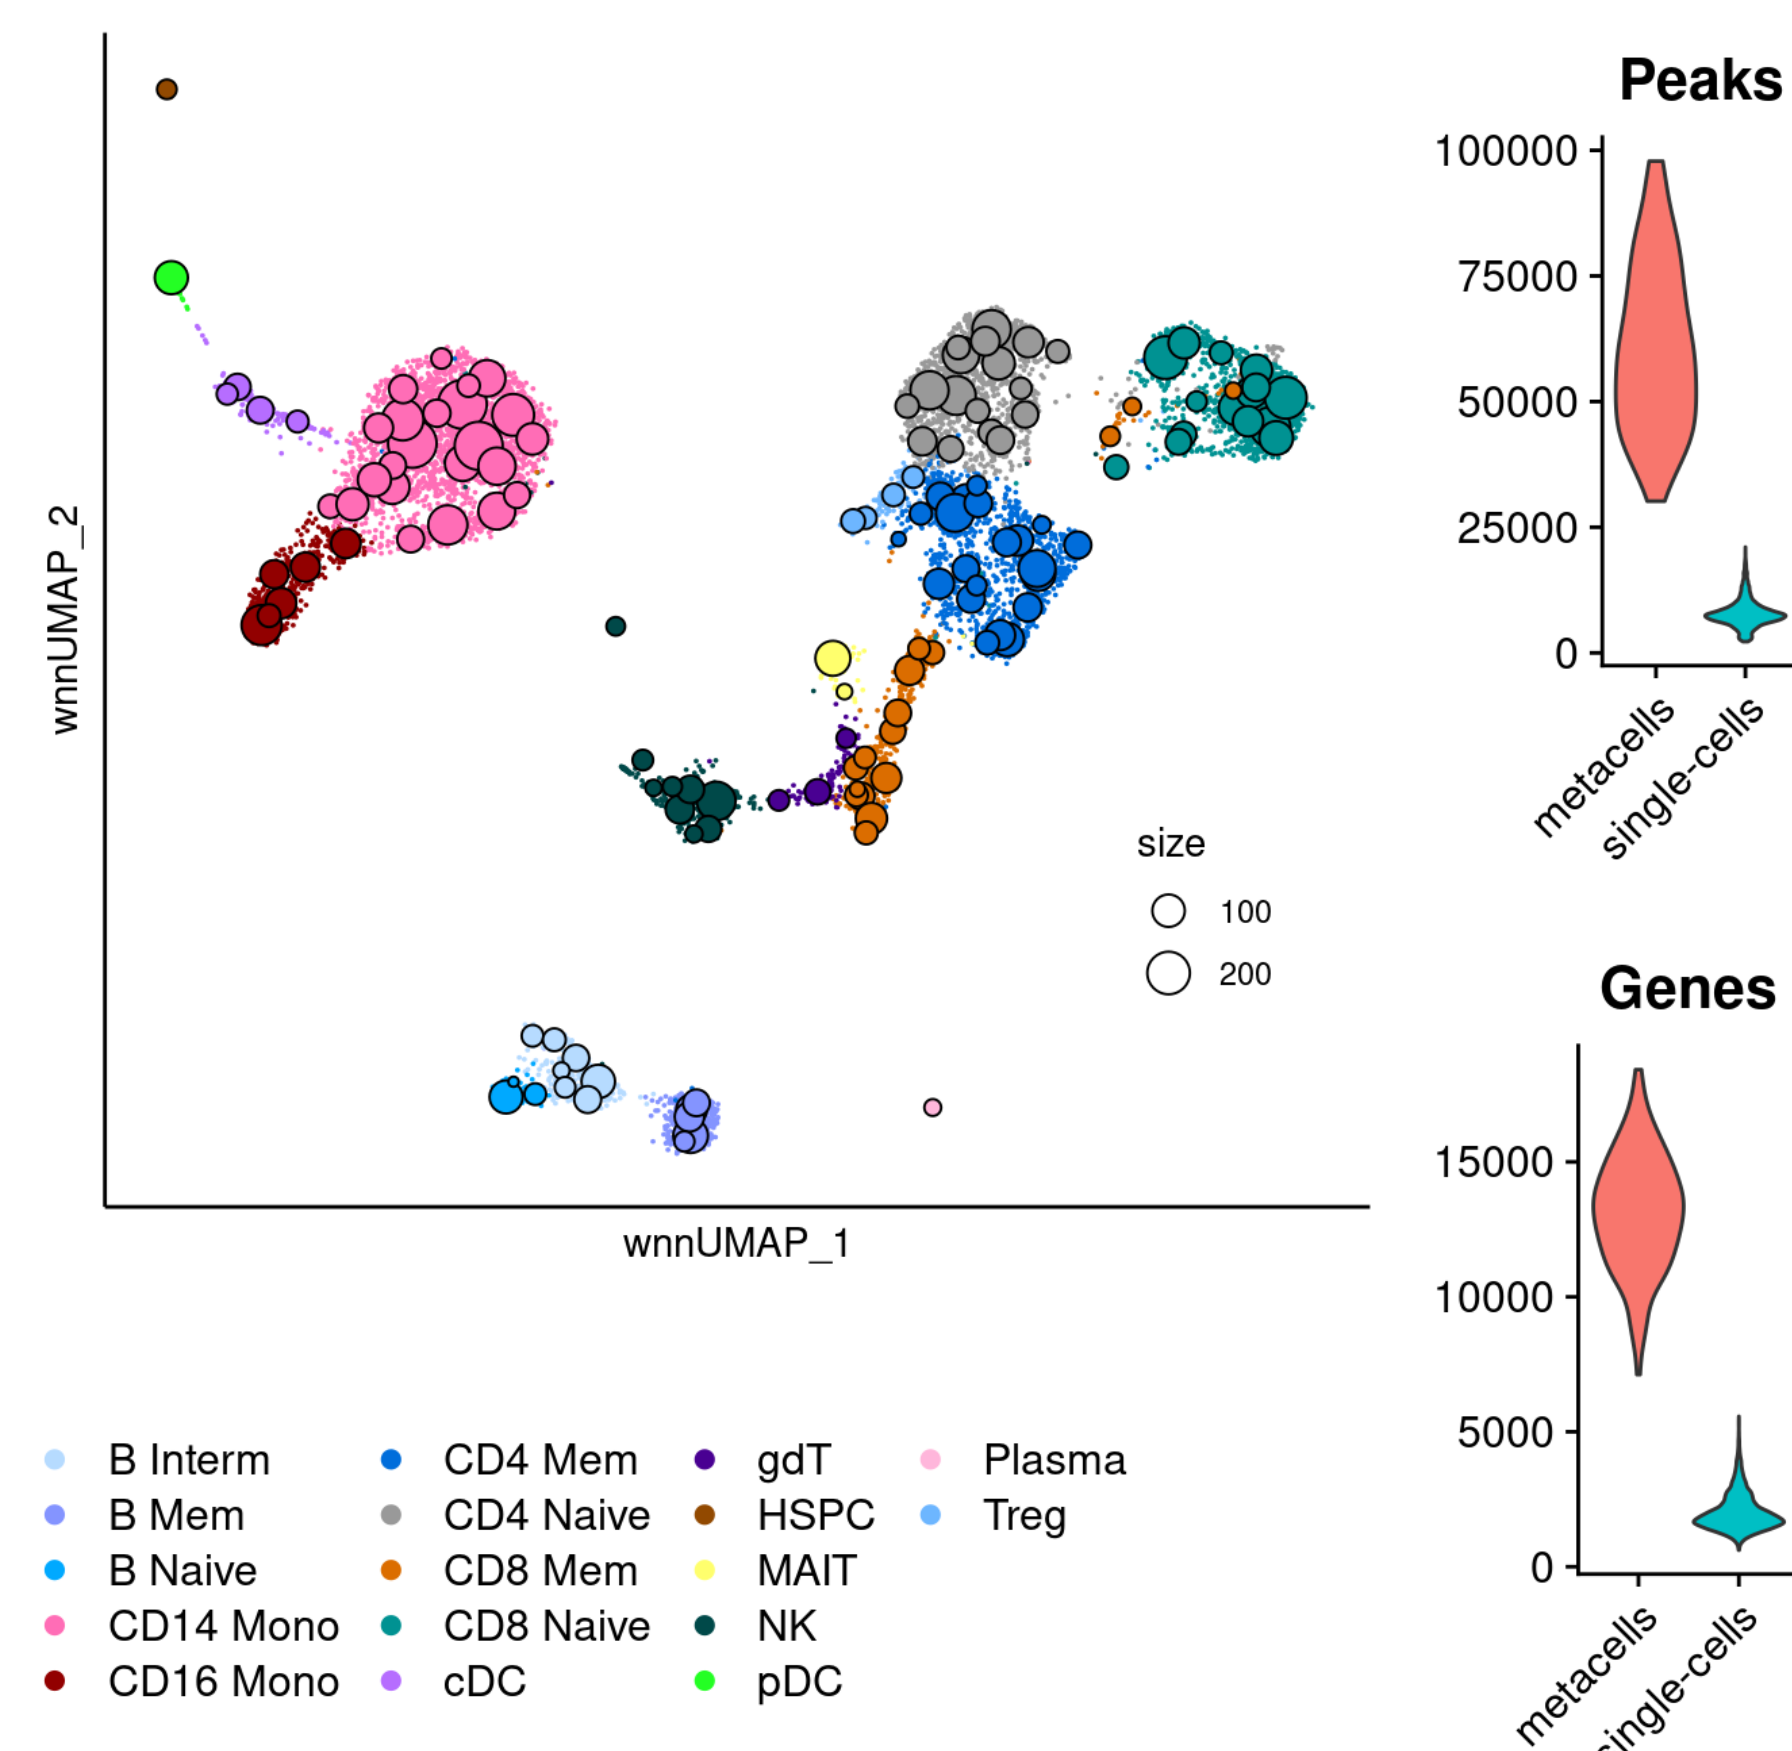 wnnUMAP_2
wnnUMAP_1
size
100
200
Peaks
100000
75000
50000
25000
0
metacells
single-cells
Genes
15000
10000
5000
0
metacells
single-cells
B Interm
B Mem
B Naive
CD14 Mono
CD16 Mono
CD4 Mem
CD4 Naive
CD8 Mem
CD8 Naive
cDC
gdT
HSPC
MAIT
NK
pDC
Plasma
Treg